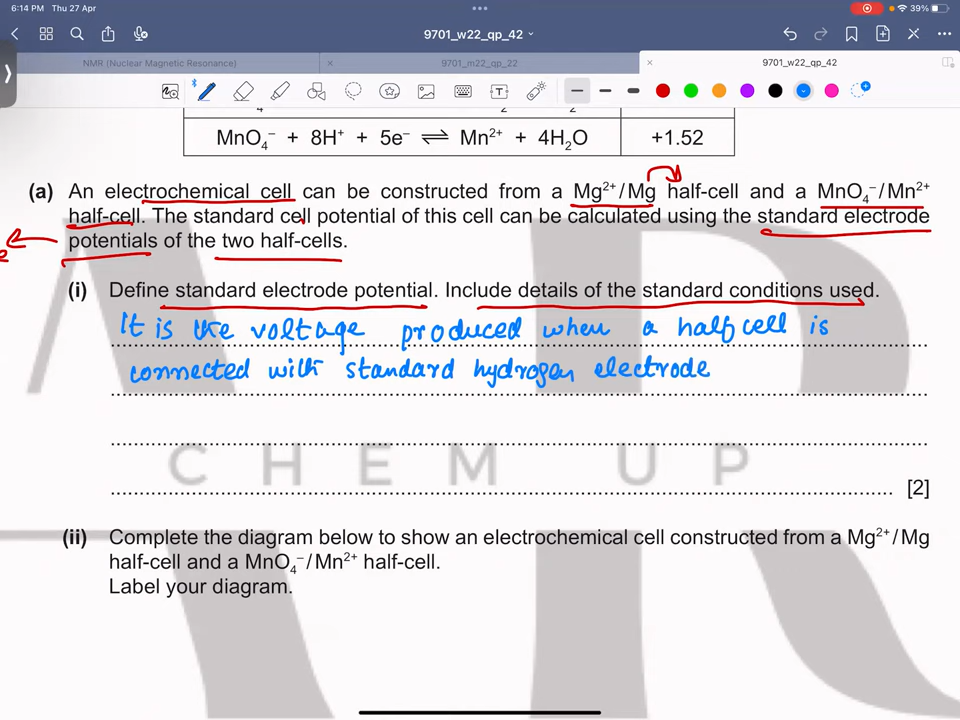 6:14 PM Thu 27 Apr
39%
9701_w22_qp_42
NMR (Nuclear Magnetic Resonance)
9701_m22_qp_22
9701_w22_qp_42
MnO₄⁻ + 8H⁺ + 5e⁻ ⇌ Mn²⁺ + 4H₂O +1.52
(a) An electrochemical cell can be constructed from a Mg²⁺/Mg half-cell and a MnO₄⁻/Mn²⁺
half-cell. The standard cell potential of this cell can be calculated using the standard electrode
potentials of the two half-cells.
(i) Define standard electrode potential. Include details of the standard conditions used.
It is the voltage produced when a half cell is
connected with standard hydrogen electrode
CHEM UP
[2]
(ii) Complete the diagram below to show an electrochemical cell constructed from a Mg²⁺/Mg
half-cell and a MnO₄⁻/Mn²⁺ half-cell.
Label your diagram.